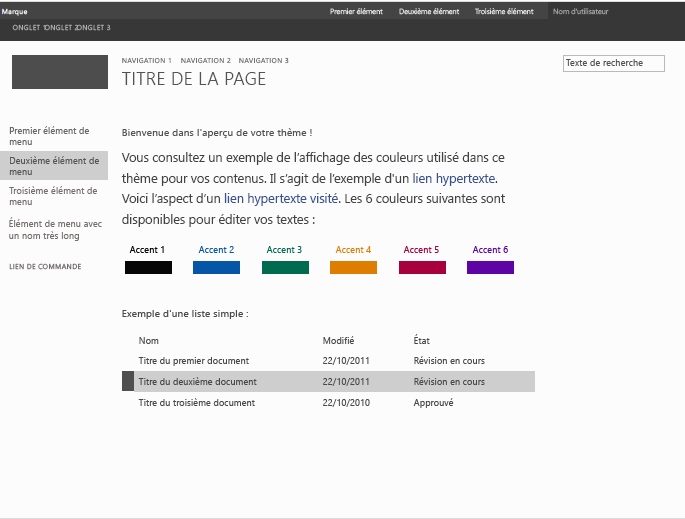 Marque
Premier élément Deuxième élément Troisième élément Nom d'utilisateur
ONGLET 1 ONGLET 2 ONGLET 3
NAVIGATION 1 NAVIGATION 2 NAVIGATION 3
Texte de recherche
TITRE DE LA PAGE
Premier élément de
menu
Deuxième élément de
menu
Troisième élément de
menu
Élément de menu avec
un nom très long
LIEN DE COMMANDE
Bienvenue dans l'aperçu de votre thème !
Vous consultez un exemple de l'affichage des couleurs utilisé dans ce
thème pour vos contenus. Il s'agit de l'exemple d'un lien hypertexte.
Voici l'aspect d'un lien hypertexte visité. Les 6 couleurs suivantes sont
disponibles pour éditer vos textes :
Accent 1 Accent 2 Accent 3 Accent 4 Accent 5 Accent 6
Exemple d'une liste simple :
Nom Modifié État
Titre du premier document 22/10/2011 Révision en cours
Titre du deuxième document 22/10/2011 Révision en cours
Titre du troisième document 22/10/2010 Approuvé